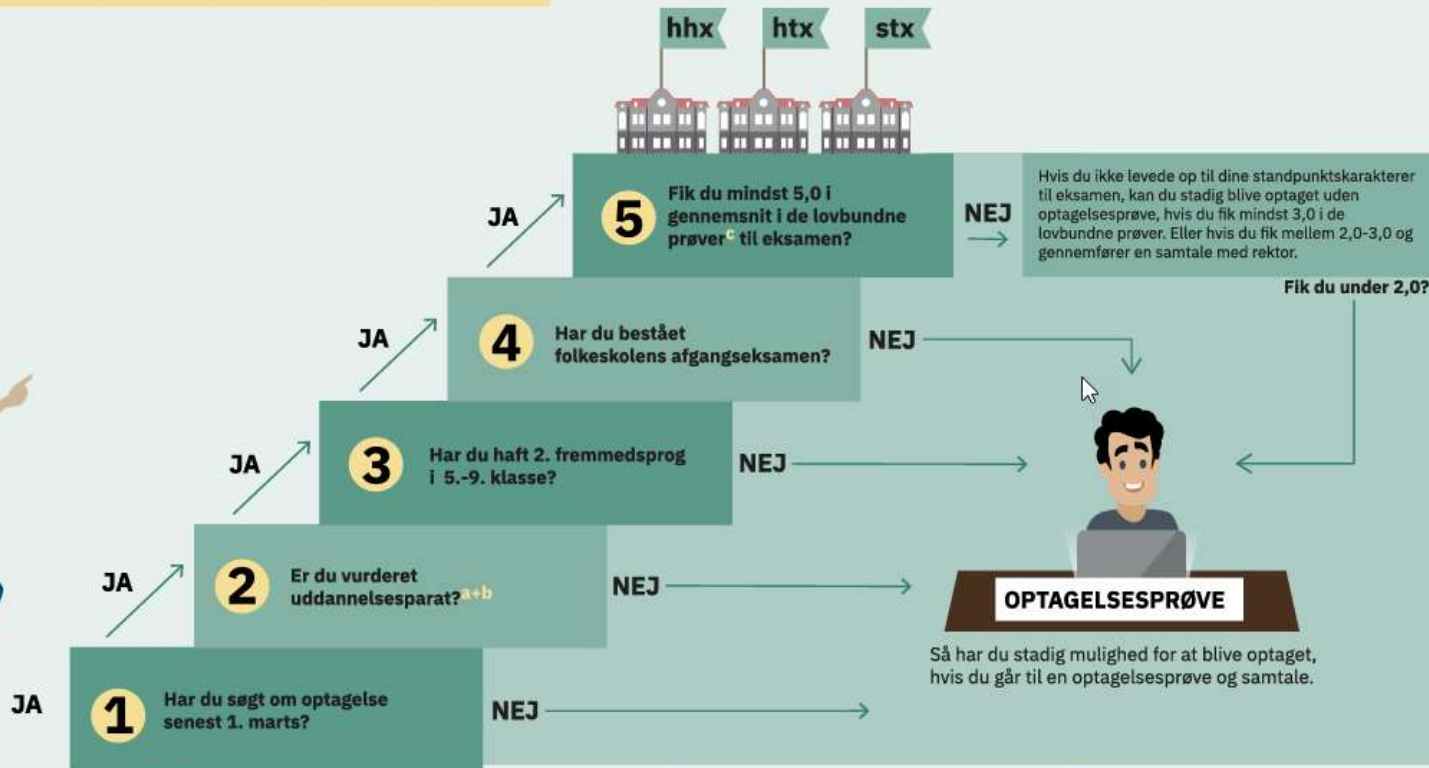 hhx
htx
stx
JA
5
Fik du mindst 5,0 i
gennemsnit i de lovbundne
prøverc til eksamen?
NEJ
Hvis du ikke levede op til dine standpunktskarakterer
til eksamen, kan du stadig blive optaget uden
optagelsesprøve, hvis du fik mindst 3,0 i de
lovbundne prøver. Eller hvis du fik mellem 2,0-3,0 og
gennemfører en samtale med rektor.
Fik du under 2,0?
JA
4
Har du bestået
folkeskolens afgangseksamen?
NEJ
JA
3
Har du haft 2. fremmedsprog
i 5.-9. klasse?
NEJ
JA
2
Er du vurderet
uddannelsesparat?a+b
NEJ
OPTAGELSESPRØVE
Så har du stadig mulighed for at blive optaget,
hvis du går til en optagelsesprøve og samtale.
JA
1
Har du søgt om optagelse
senest 1. marts?
NEJ